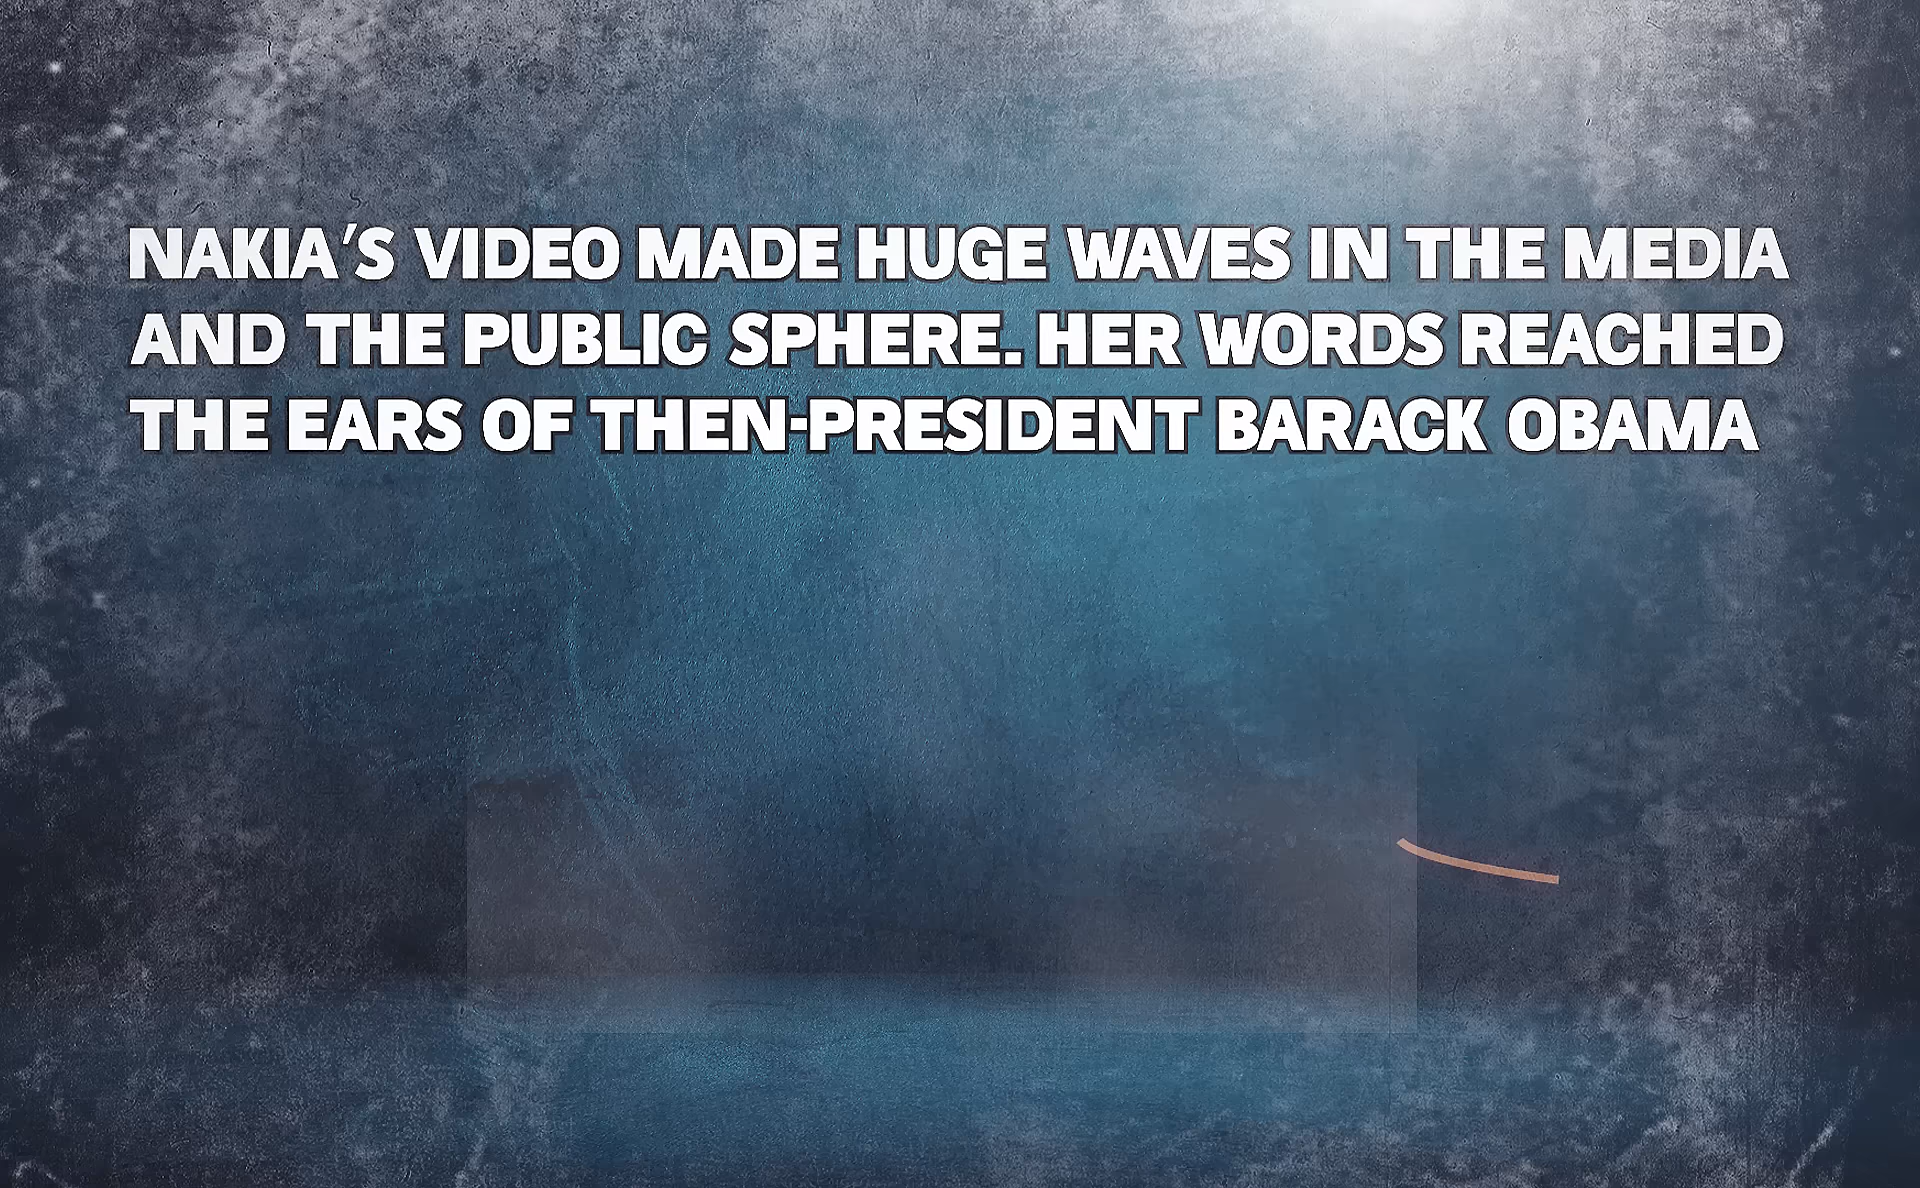 NAKIA'S VIDEO MADE HUGE WAVES IN THE MEDIA
AND THE PUBLIC SPHERE. HER WORDS REACHED
THE EARS OF THEN-PRESIDENT BARACK OBAMA